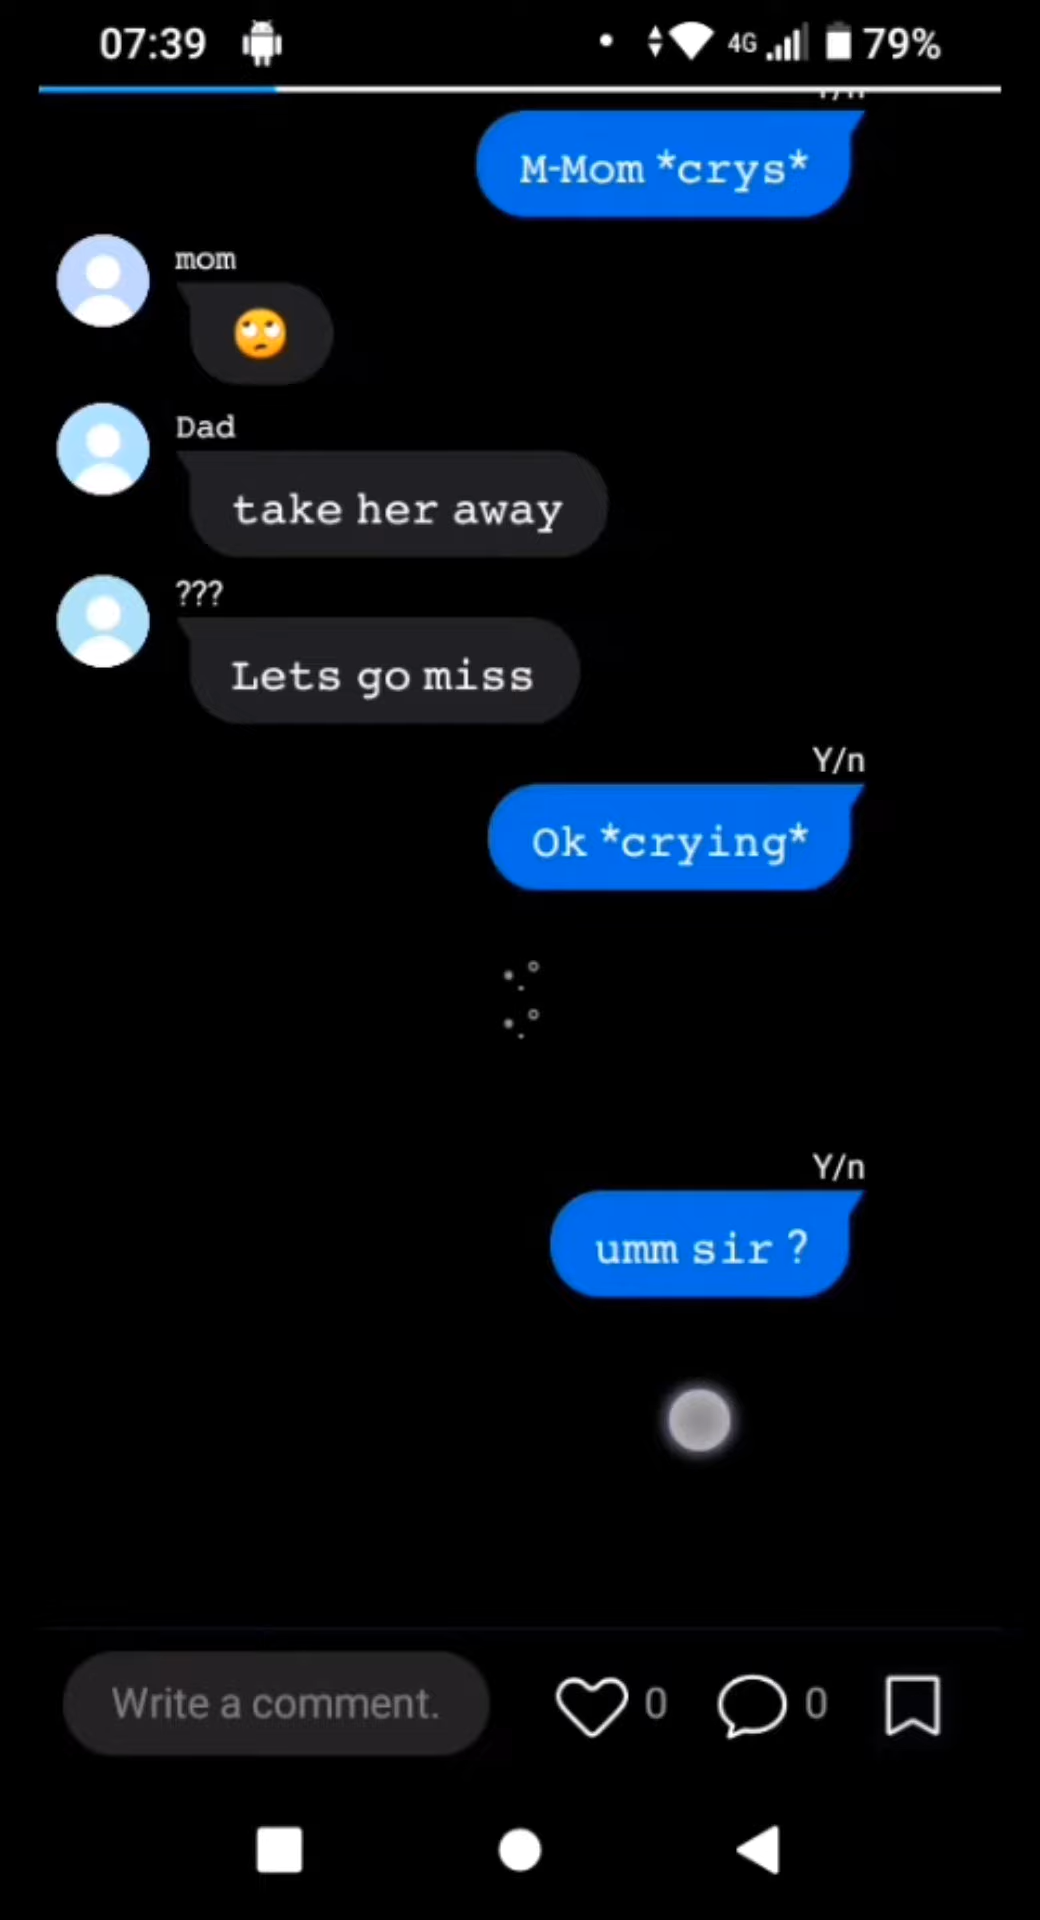 07:39 4G 79%
Y/n
M-Mom *crys*
mom
🙄
Dad
take her away
???
Lets go miss
Y/n
Ok *crying*
Y/n
umm sir ?
Write a comment. 0 0